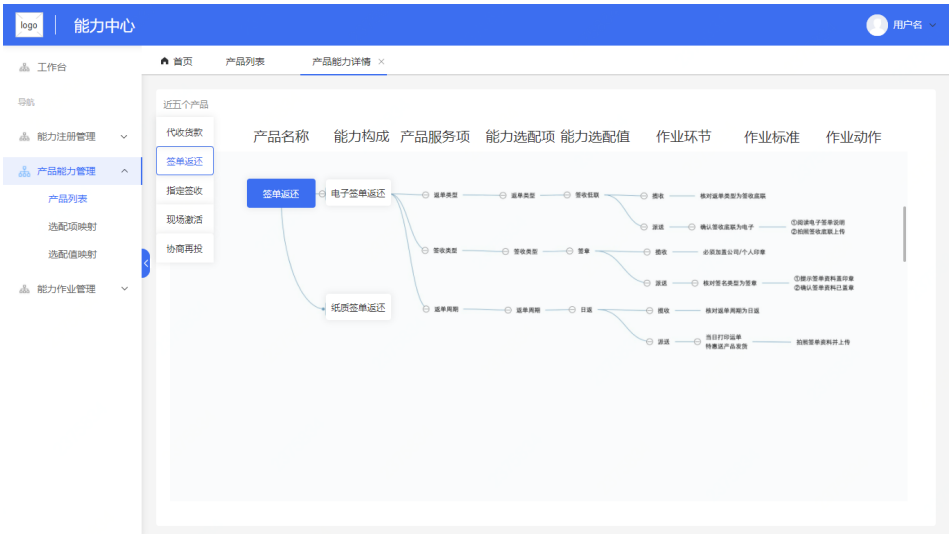 logo
能力中心
用户名
工作台
导航
能力注册管理
产品能力管理
产品列表
选配项映射
选配值映射
能力作业管理
首页
产品列表
产品能力详情
近五个产品
代收货款
签单返还
指定签收
现场激活
协商再投
产品名称 能力构成 产品服务项 能力选配项 能力选配值 作业环节 作业标准 作业动作
签单返还
电子签单返还
返单类型 返单类型 签收联 揽收 核对返单类型为签收底联
派送 确认签收底联为电子
①阅读电子签单说明
②拍照签收底联上传
签收类型 签收类型 签章 揽收 必须加盖公司/个人印章
派送 核对签名类型为签章
①提示签单资料盖印章
②确认签单资料已盖章
纸质签单返还
返单周期 返单周期 日返 揽收 核对返单周期为日返
派送
当日打印运单
特惠送产品发货
拍照签单资料并上传